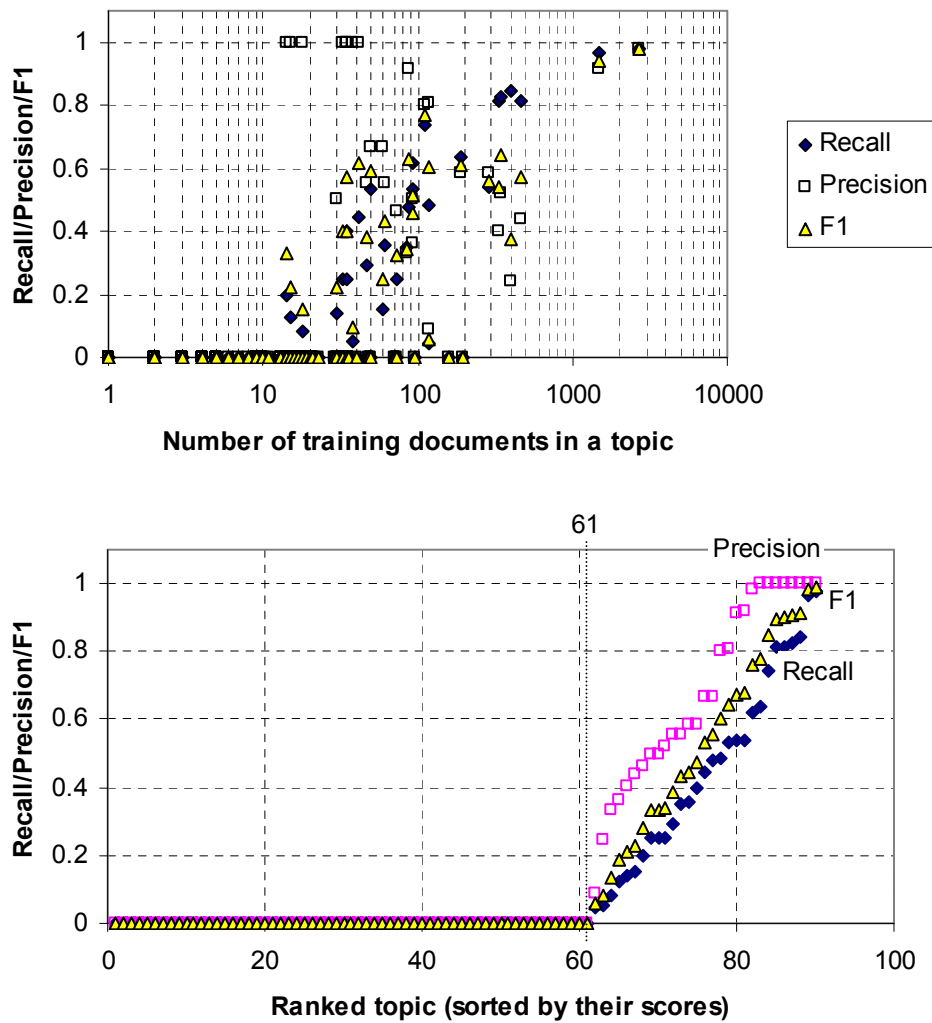 Recall/Precision/F1
1
0.8
0.6
0.4
0.2
0
1 10 100 1000 10000
Number of training documents in a topic
Recall
Precision
F1
61
Recall/Precision/F1
1
0.8
0.6
0.4
0.2
0
Precision
F1
Recall
0 20 40 60 80 100
Ranked topic (sorted by their scores)